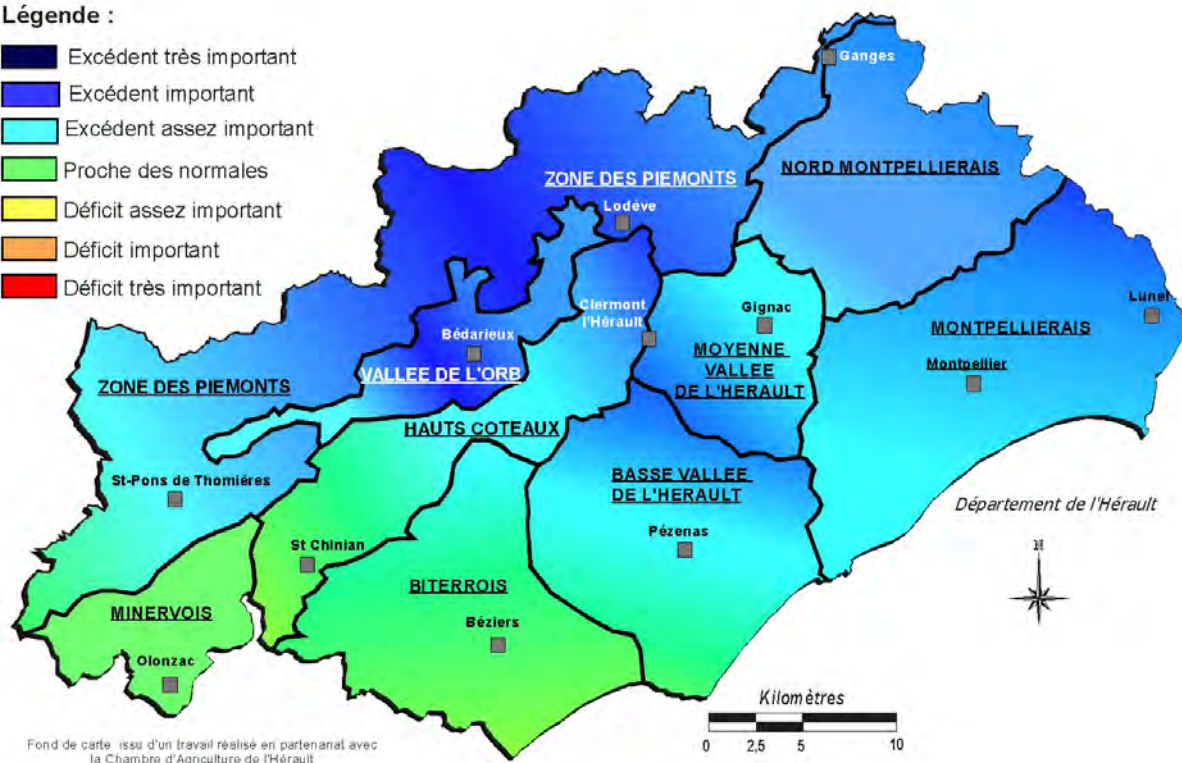 Légende :
Excédent très important
Excédent important
Excédent assez important
Proche des normales
Déficit assez important
Déficit important
Déficit très important
Ganges
NORD MONTPELLIERAIS
ZONE DES PIEMONTS
Lodéve
Lunel
Clermont
l'Hérault
Gignac
MONTPELLIERAIS
Bédarieux
MOYENNE
VALLEE
DE L'HERAULT
Montpellier
VALLEE DE L'ORB
ZONE DES PIEMONTS
HAUTS COTEAUX
BASSE VALLEE
DE L'HERAULT
St-Pons de Thomiéres
Département de l'Hérault
Pézenas
St Chinian
N
BITERROIS
MINERVOIS
Béziers
Olonzac
Kilomètres
0 2,5 5 10
Fond de carte issu d'un travail réalisé en partenariat avec
la Chambre d'Agriculture de l'Hérault